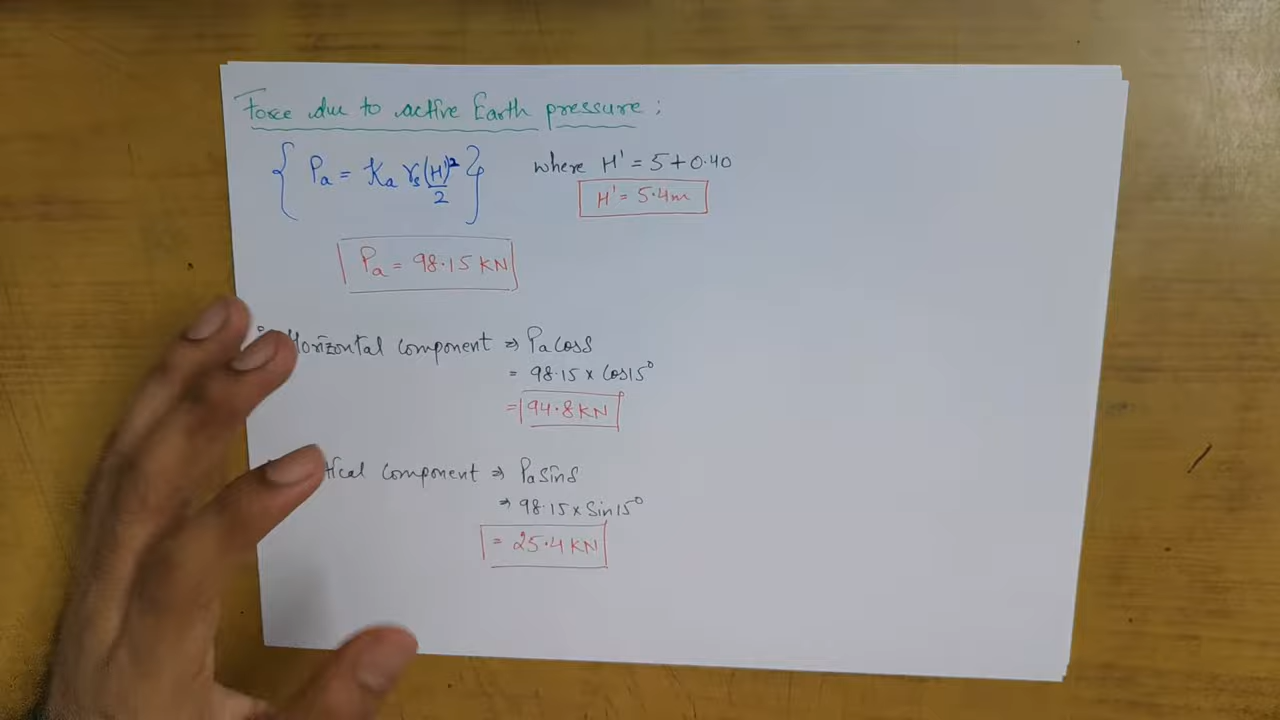 Force due to active Earth pressure :
{ Pa = Ka γs (H')²/2 } where H' = 5+0.40
H' = 5.4m
Pa = 98.15 KN
Horizontal component ⇒ Pa cosδ
= 98.15 x Cos15°
= 94.8 KN
component ⇒ Pa sinδ
⇒ 98.15 x Sin15°
= 25.4 KN